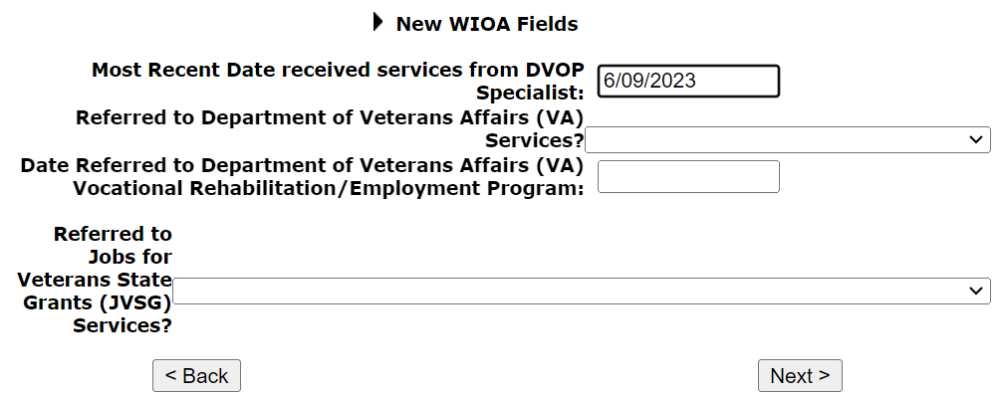 New WIOA Fields
Most Recent Date received services from DVOP
Specialist:
6/09/2023
Referred to Department of Veterans Affairs (VA)
Services?
Date Referred to Department of Veterans Affairs (VA)
Vocational Rehabilitation/Employment Program:
Referred to
Jobs for
Veterans State
Grants (JVSG)
Services?
< Back
Next >